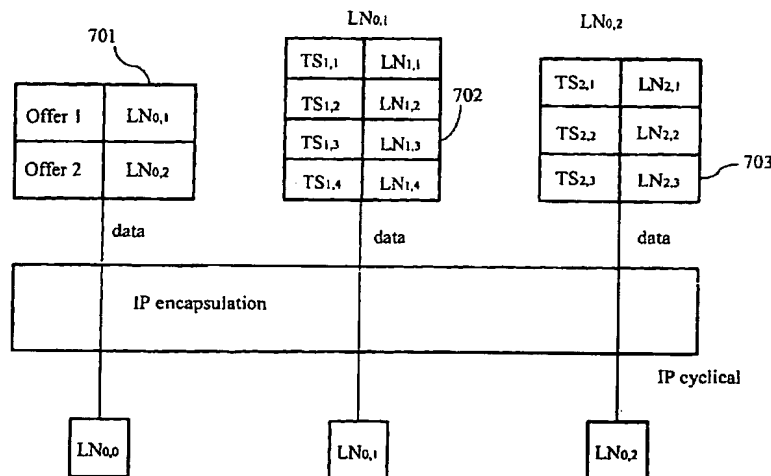 701
Offer 1 LN0,1
Offer 2 LN0,2
data
LN0,1
TS1,1 LN1,1
TS1,2 LN1,2
TS1,3 LN1,3
TS1,4 LN1,4
702
data
LN0,2
TS2,1 LN2,1
TS2,2 LN2,2
TS2,3 LN2,3
703
data
IP encapsulation
IP cyclical
LN0,0
LN0,1
LN0,2